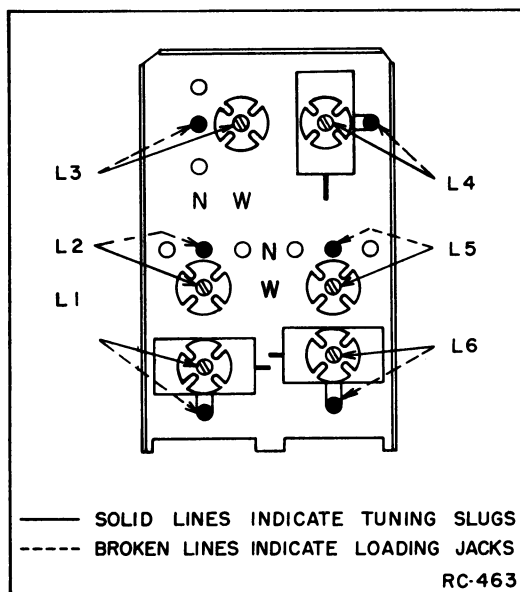 L3
L4
N W
L2
N
L5
W
L1
L6
SOLID LINES INDICATE TUNING SLUGS
BROKEN LINES INDICATE LOADING JACKS
RC-463